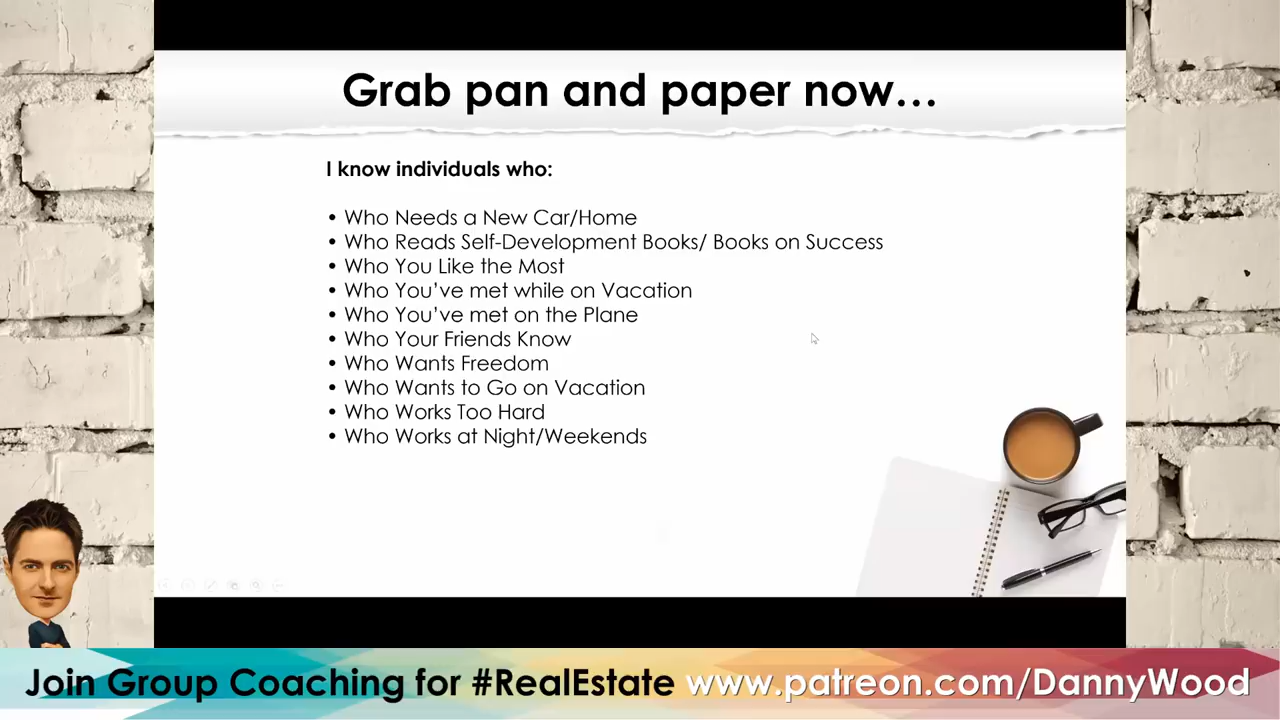 Grab pan and paper now...
I know individuals who:
• Who Needs a New Car/Home
• Who Reads Self-Development Books/ Books on Success
• Who You Like the Most
• Who You’ve met while on Vacation
• Who You’ve met on the Plane
• Who Your Friends Know
• Who Wants Freedom
• Who Wants to Go on Vacation
• Who Works Too Hard
• Who Works at Night/Weekends
Join Group Coaching for #RealEstate www.patreon.com/DannyWood